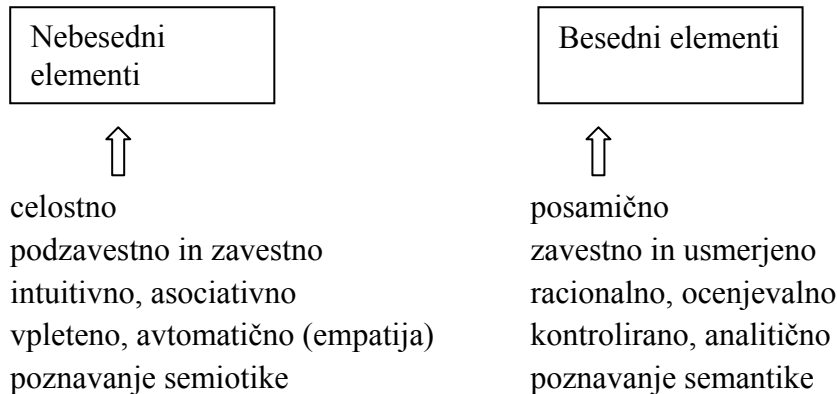 Nebesedni
elementi
celostno
podzavestno in zavestno
intuitivno, asociativno
vpleteno, avtomatično (empatija)
poznavanje semiotike
Besedni elementi
posamično
zavestno in usmerjeno
racionalno, ocenjevalno
kontrolirano, analitično
poznavanje semantike